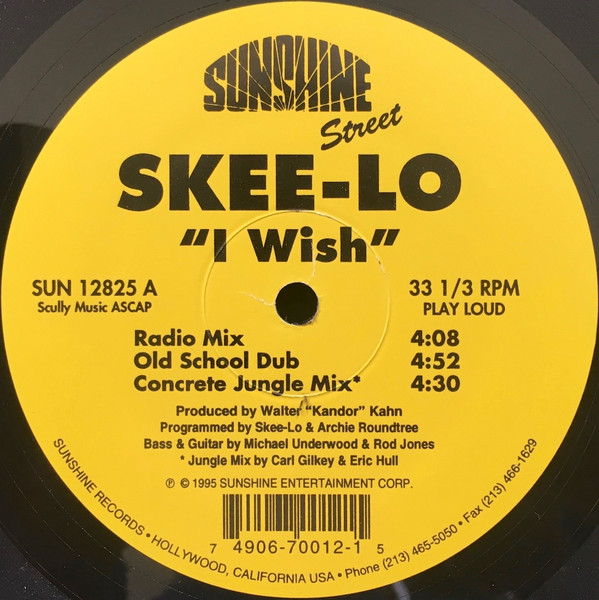 SUNSHINE
Street
SKEE-LO
"I Wish"
SUN 12825 A
Scully Music ASCAP
33 1/3 RPM
PLAY LOUD
Radio Mix 4:08
Old School Dub 4:52
Concrete Jungle Mix* 4:30
Produced by Walter "Kandor" Kahn
Programmed by Skee-Lo & Archie Roundtree
Bass & Guitar by Michael Underwood & Rod Jones
* Jungle Mix by Carl Gilkey & Eric Hull
℗ © 1995 SUNSHINE ENTERTAINMENT CORP.
7 4906-70012-1 5
SUNSHINE RECORDS • HOLLYWOOD, CALIFORNIA USA • Phone (213) 465-5050 • Fax (213) 466-1629